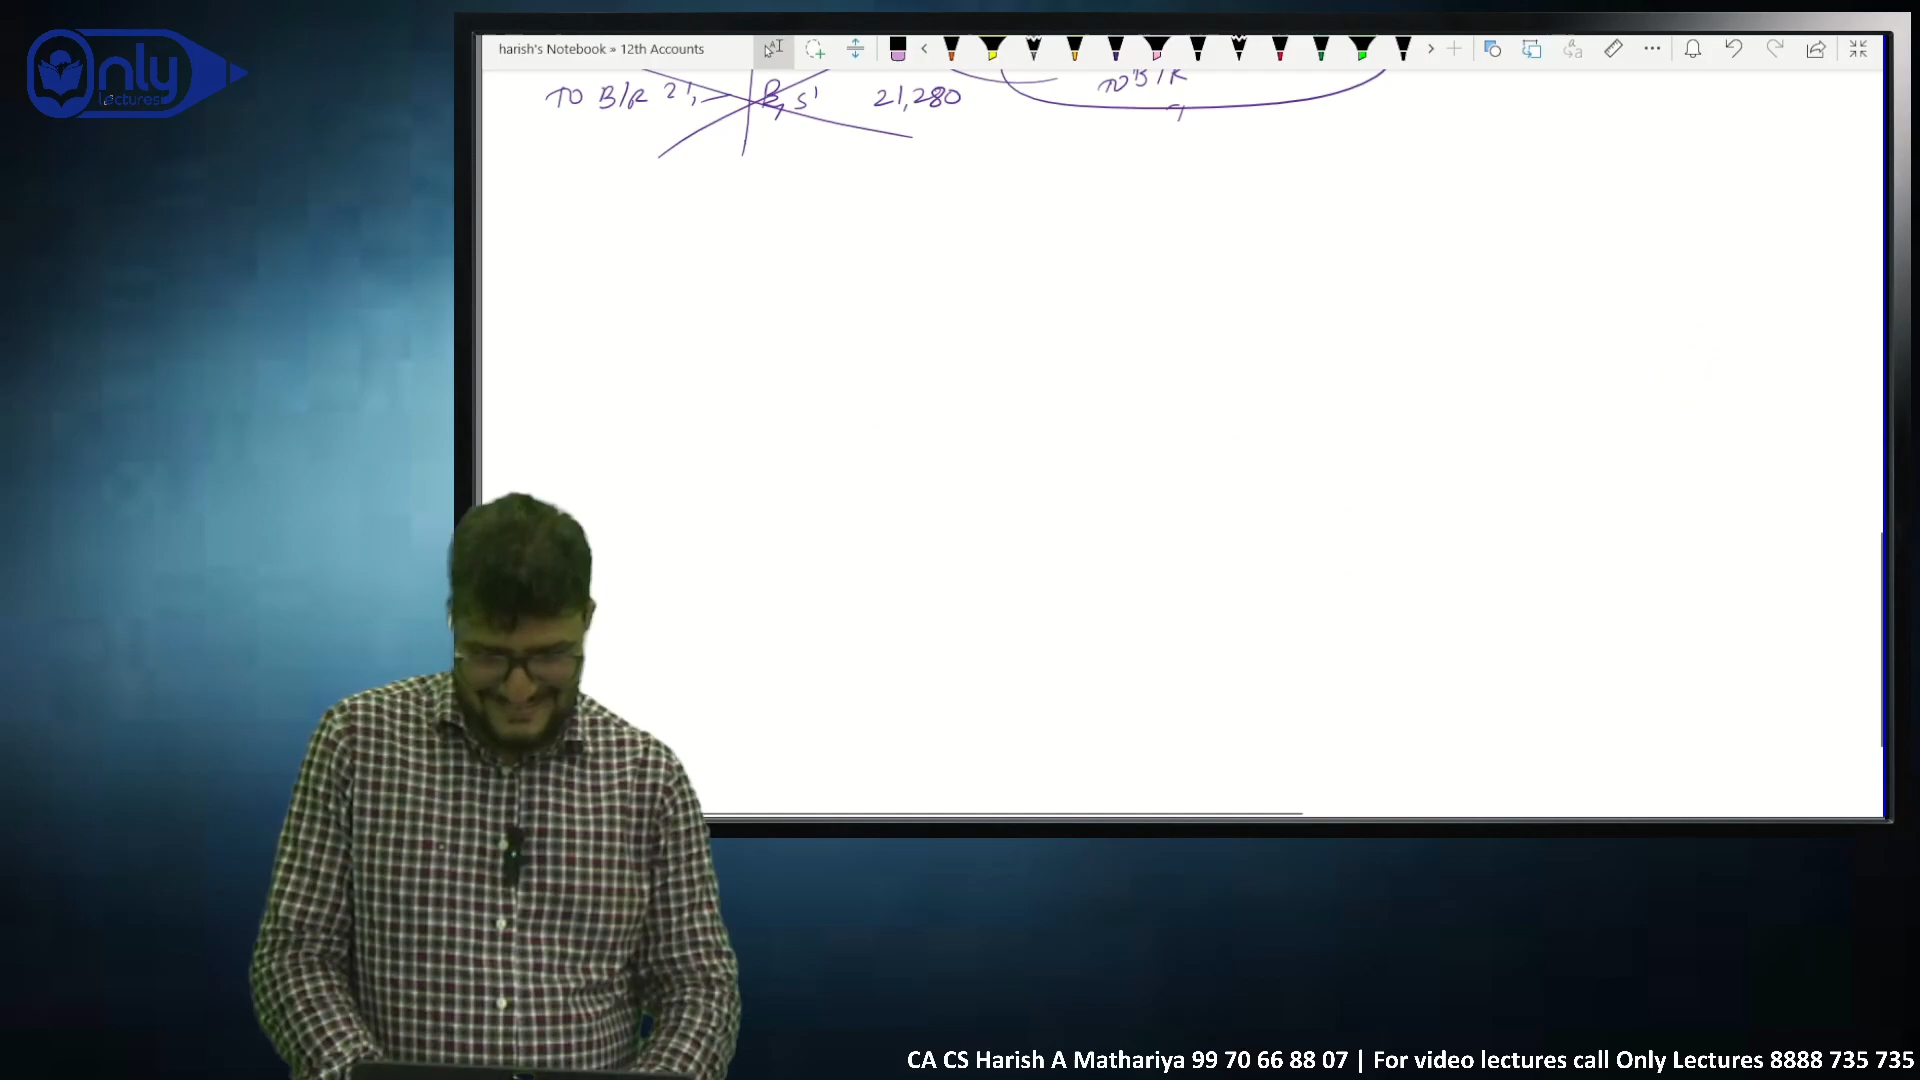 Only
Lectures
harish's Notebook » 12th Accounts
TO B/R
21,280
TO B/R
CA CS Harish A Mathariya 99 70 66 88 07 | For video lectures call Only Lectures 8888 735 735